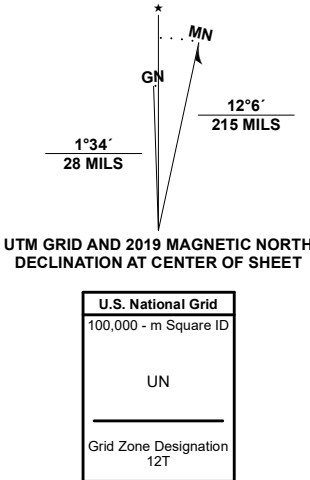 ★
MN
GN
12°6´
215 MILS
1°34´
28 MILS
UTM GRID AND 2019 MAGNETIC NORTH
DECLINATION AT CENTER OF SHEET
U.S. National Grid
100,000 - m Square ID
UN
Grid Zone Designation
12T